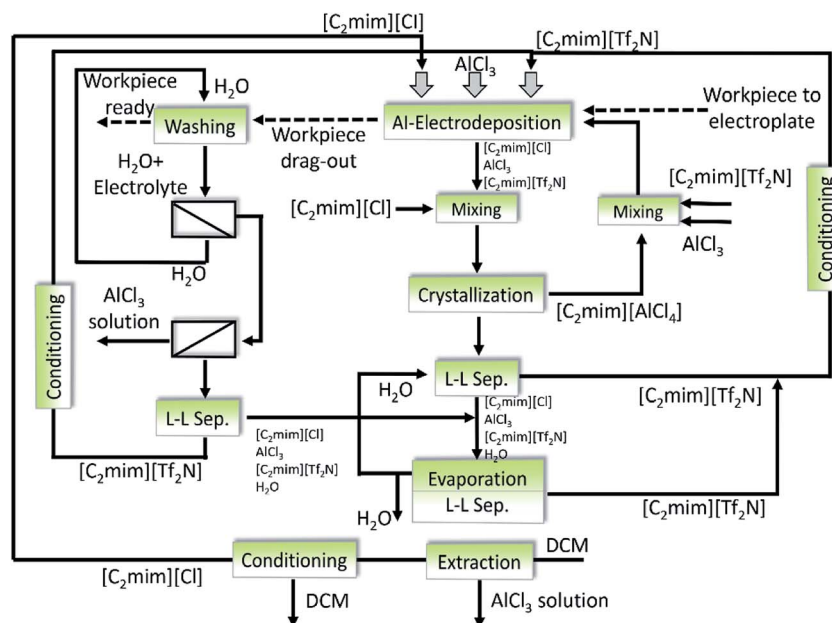 [C₂mim][Cl]
[C₂mim][Tf₂N]
AlCl₃
H₂O
Workpiece
ready
Washing
Workpiece
drag-out
Al-Electrodeposition
Workpiece to
electroplate
[C₂mim][Cl]
AlCl₃
[C₂mim][Tf₂N]
H₂O+
Electrolyte
[C₂mim][Cl]
Mixing
Mixing
[C₂mim][Tf₂N]
AlCl₃
Conditioning
H₂O
Crystallization
[C₂mim][AlCl₄]
AlCl₃
solution
Conditioning
H₂O
L-L Sep.
[C₂mim][Tf₂N]
L-L Sep.
[C₂mim][Cl]
AlCl₃
[C₂mim][Tf₂N]
H₂O
[C₂mim][Cl]
AlCl₃
[C₂mim][Tf₂N]
H₂O
[C₂mim][Tf₂N]
Evaporation
L-L Sep.
[C₂mim][Tf₂N]
H₂O
[C₂mim][Cl]
Conditioning
Extraction
DCM
DCM
AlCl₃ solution